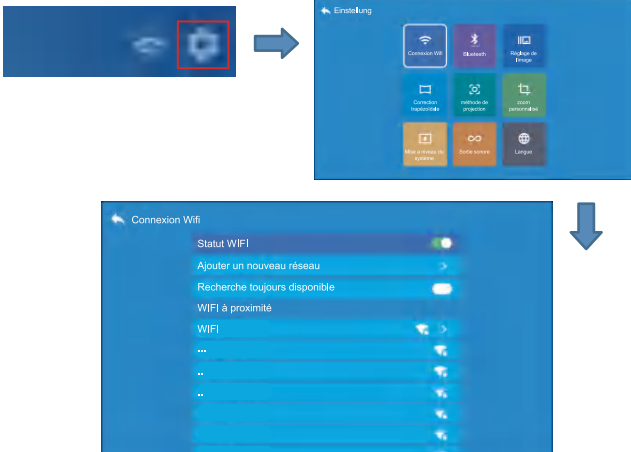 Einstellung
Connexion Wifi
Bluetooth
Réglage de
l'image
Correction
trapézoïdale
méthode de
projection
zoom
personnalisé
Mise à niveau du
système
Sortie sonore
Langue
Connexion Wifi
Statut WIFI
Ajouter un nouveau réseau
Recherche toujours disponible
WIFI à proximité
WIFI
...
..
..